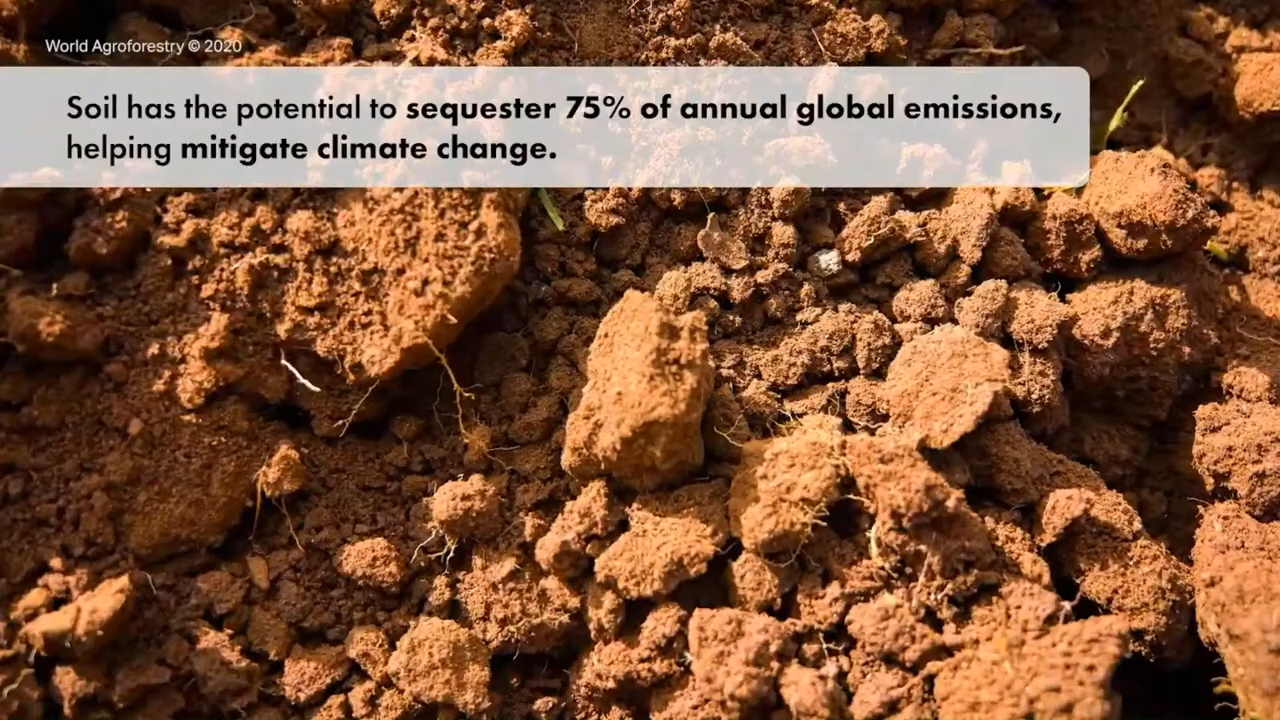 World Agroforestry © 2020
Soil has the potential to sequester 75% of annual global emissions,
helping mitigate climate change.